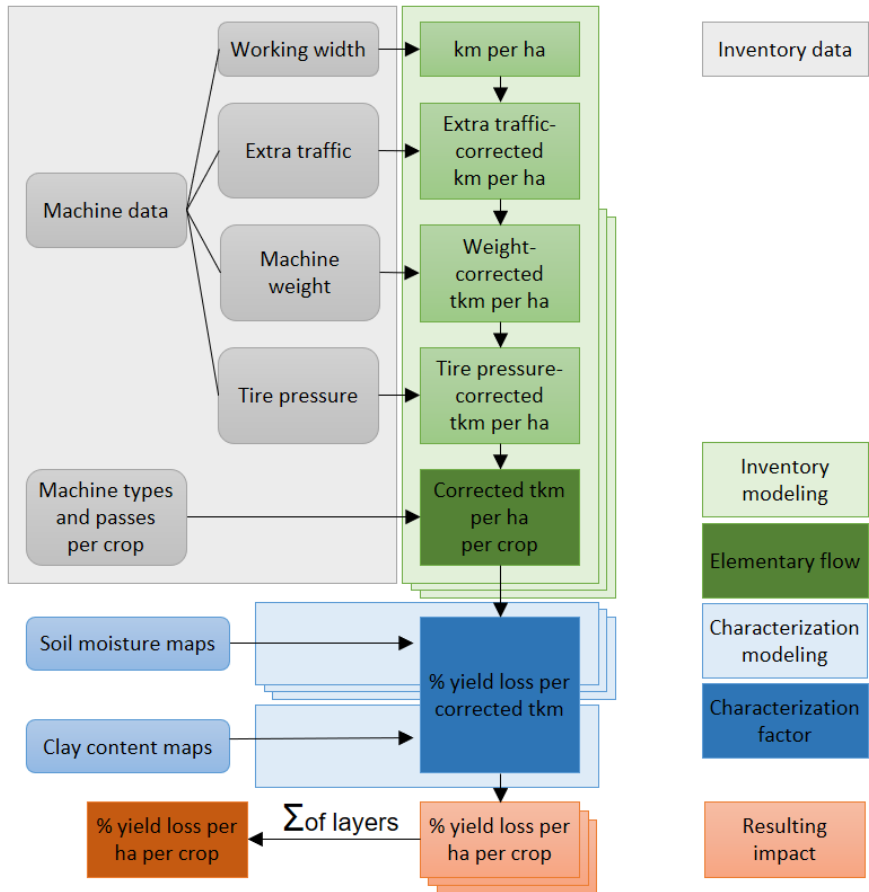 Working width
km per ha
Inventory data
Extra traffic
Extra traffic-
corrected
km per ha
Machine data
Machine
weight
Weight-
corrected
tkm per ha
Tire pressure
Tire pressure-
corrected
tkm per ha
Machine types
and passes
per crop
Corrected tkm
per ha
per crop
Inventory
modeling
Elementary flow
Soil moisture maps
% yield loss per
corrected tkm
Characterization
modeling
Clay content maps
Characterization
factor
% yield loss per
ha per crop
Σof layers
% yield loss per
ha per crop
Resulting
impact